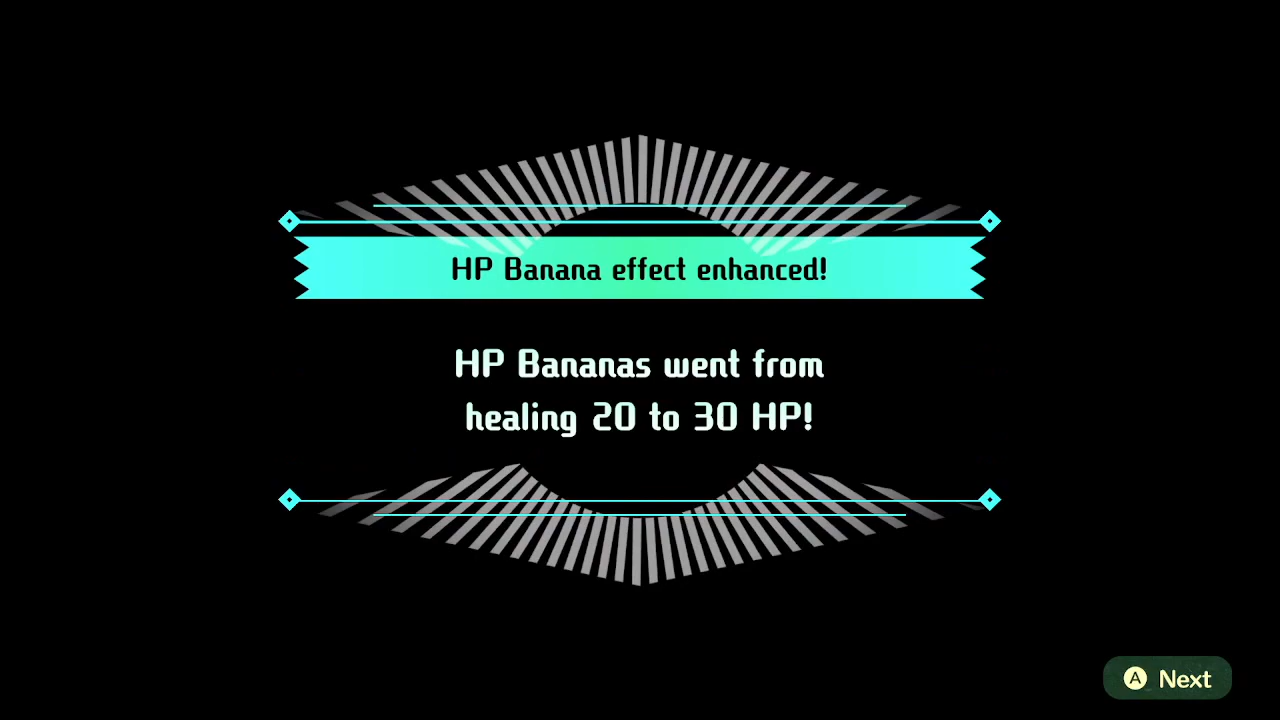 HP Banana effect enhanced!
HP Bananas went from
healing 20 to 30 HP!
A Next